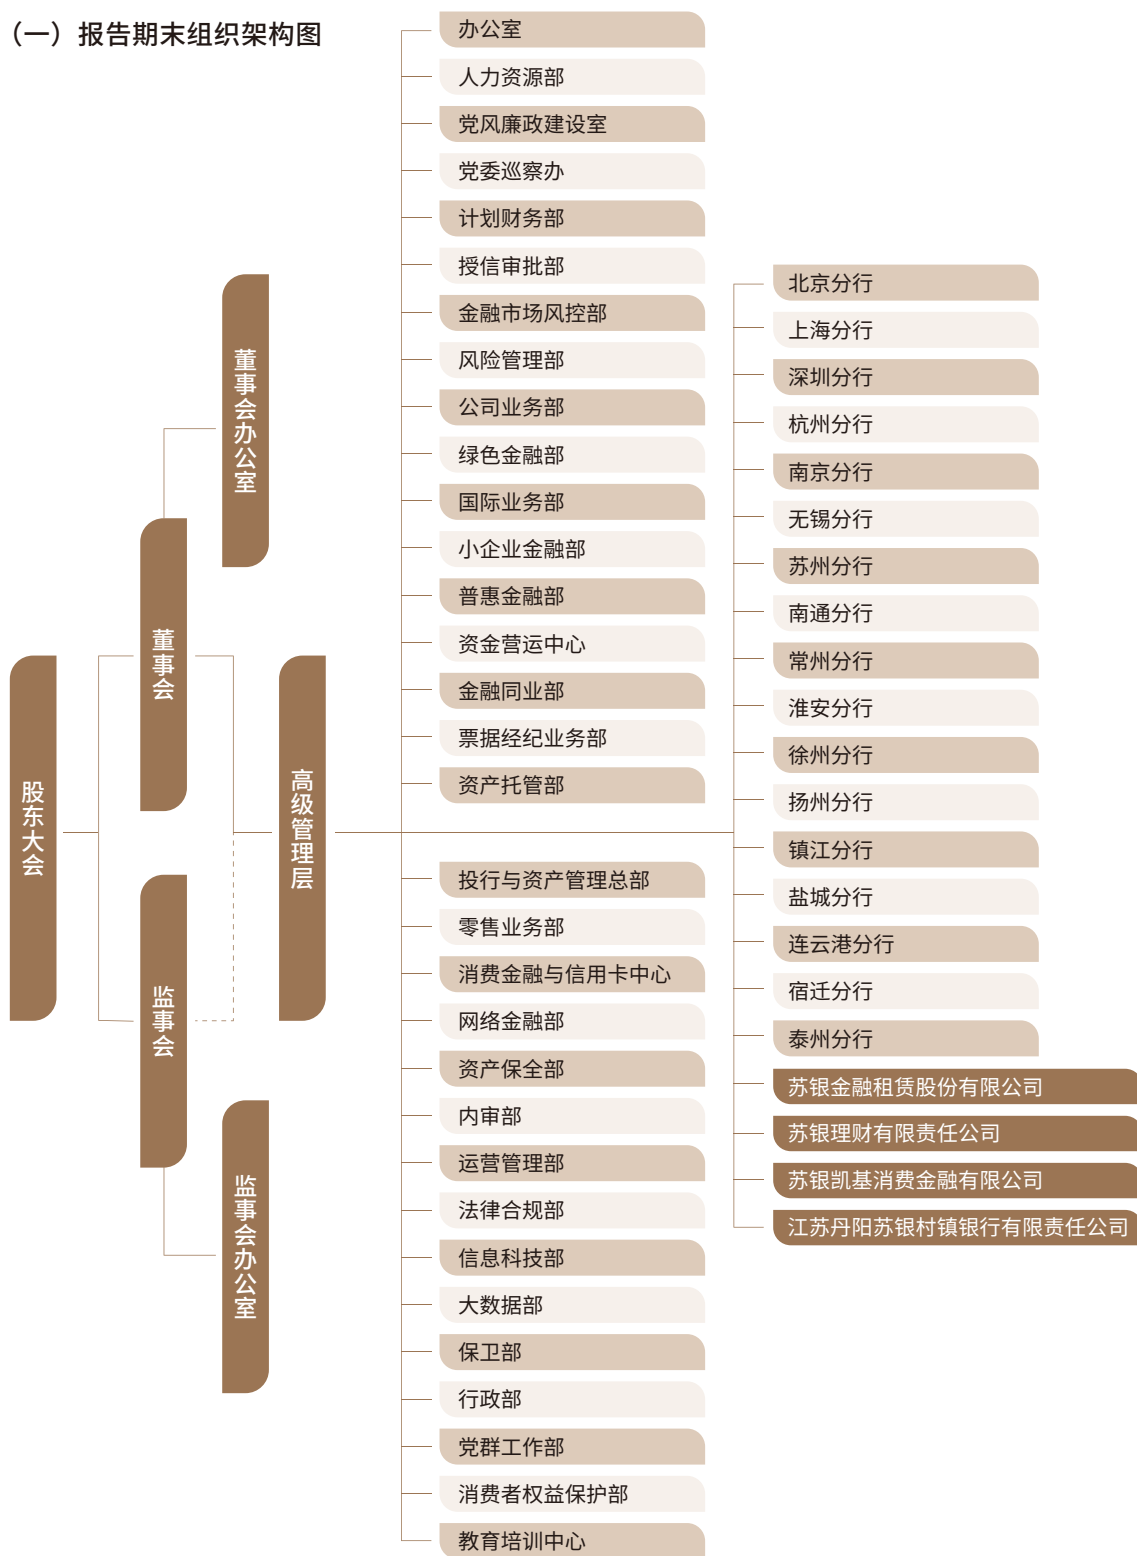 （一）报告期末组织架构图
股东大会
董事会
监事会
董事会办公室
监事会办公室
高级管理层
办公室
人力资源部
党风廉政建设室
党委巡察办
计划财务部
授信审批部
金融市场风控部
风险管理部
公司业务部
绿色金融部
国际业务部
小企业金融部
普惠金融部
资金营运中心
金融同业部
票据经纪业务部
资产托管部
投行与资产管理总部
零售业务部
消费金融与信用卡中心
网络金融部
资产保全部
内审部
运营管理部
法律合规部
信息科技部
大数据部
保卫部
行政部
党群工作部
消费者权益保护部
教育培训中心
北京分行
上海分行
深圳分行
杭州分行
南京分行
无锡分行
苏州分行
南通分行
常州分行
淮安分行
徐州分行
扬州分行
镇江分行
盐城分行
连云港分行
宿迁分行
泰州分行
苏银金融租赁股份有限公司
苏银理财有限责任公司
苏银凯基消费金融有限公司
江苏丹阳苏银村镇银行有限责任公司